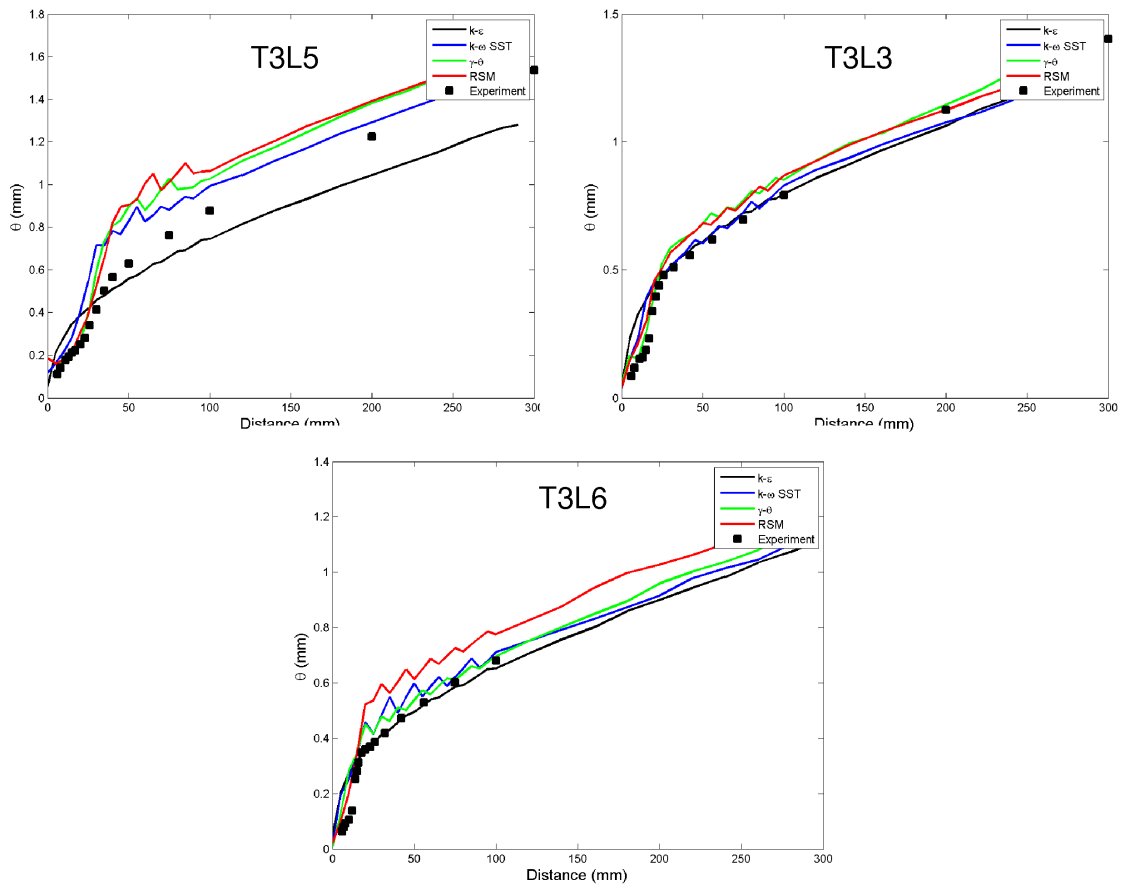 T3L5
k-ε
k-ω SST
γ-θ
RSM
Experiment
1.8
1.6
1.4
1.2
1
0.8
0.6
0.4
0.2
0
θ (mm)
0 50 100 150 200 250 300
Distance (mm)
T3L3
k-ε
k-ω SST
γ-θ
RSM
Experiment
1.5
1
0.5
0
θ (mm)
0 50 100 150 200 250 300
Distance (mm)
T3L6
k-ε
k-ω SST
γ-θ
RSM
Experiment
1.4
1.2
1
0.8
0.6
0.4
0.2
0
θ (mm)
0 50 100 150 200 250 300
Distance (mm)